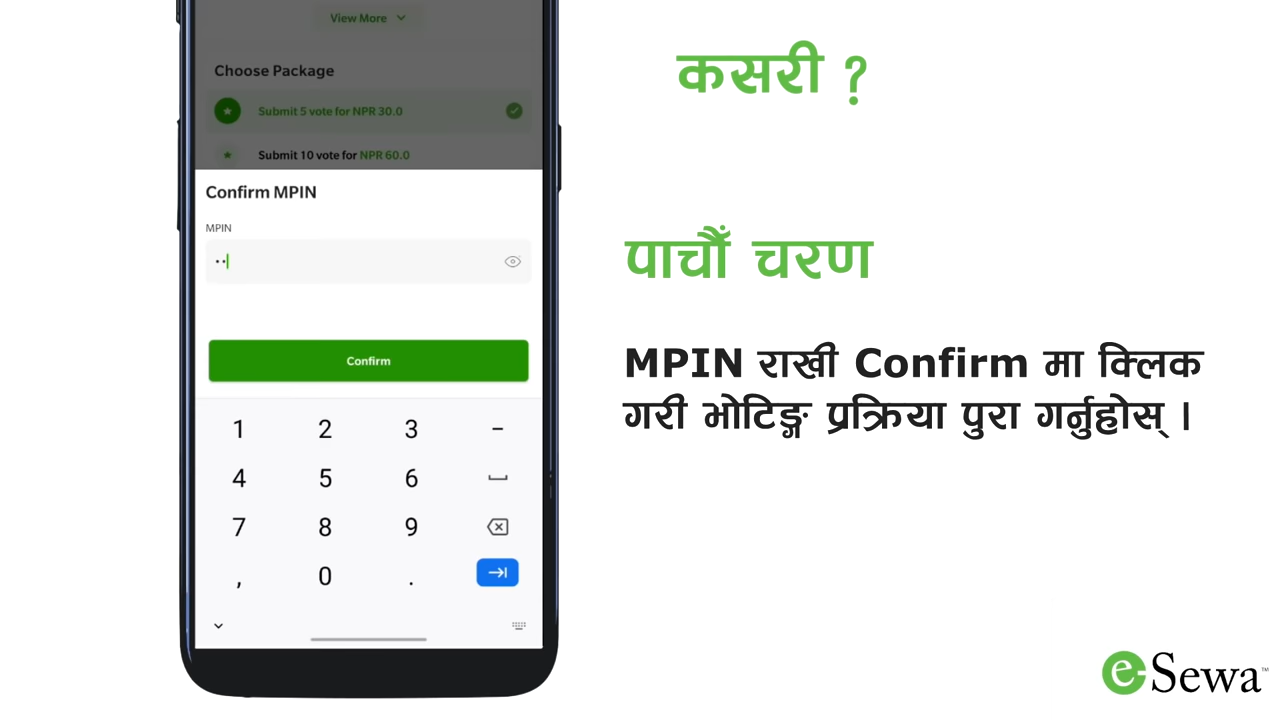 View More
Choose Package
Submit 5 vote for NPR 30.0
Submit 10 vote for NPR 60.0
Confirm MPIN
MPIN
Confirm
1 2 3 -
4 5 6
7 8 9
, 0 .
कसरी ?
पाचौँ चरण
MPIN राखी Confirm मा क्लिक
गरी भोटिङ्ग प्रक्रिया पुरा गर्नुहोस् ।
e-Sewa™